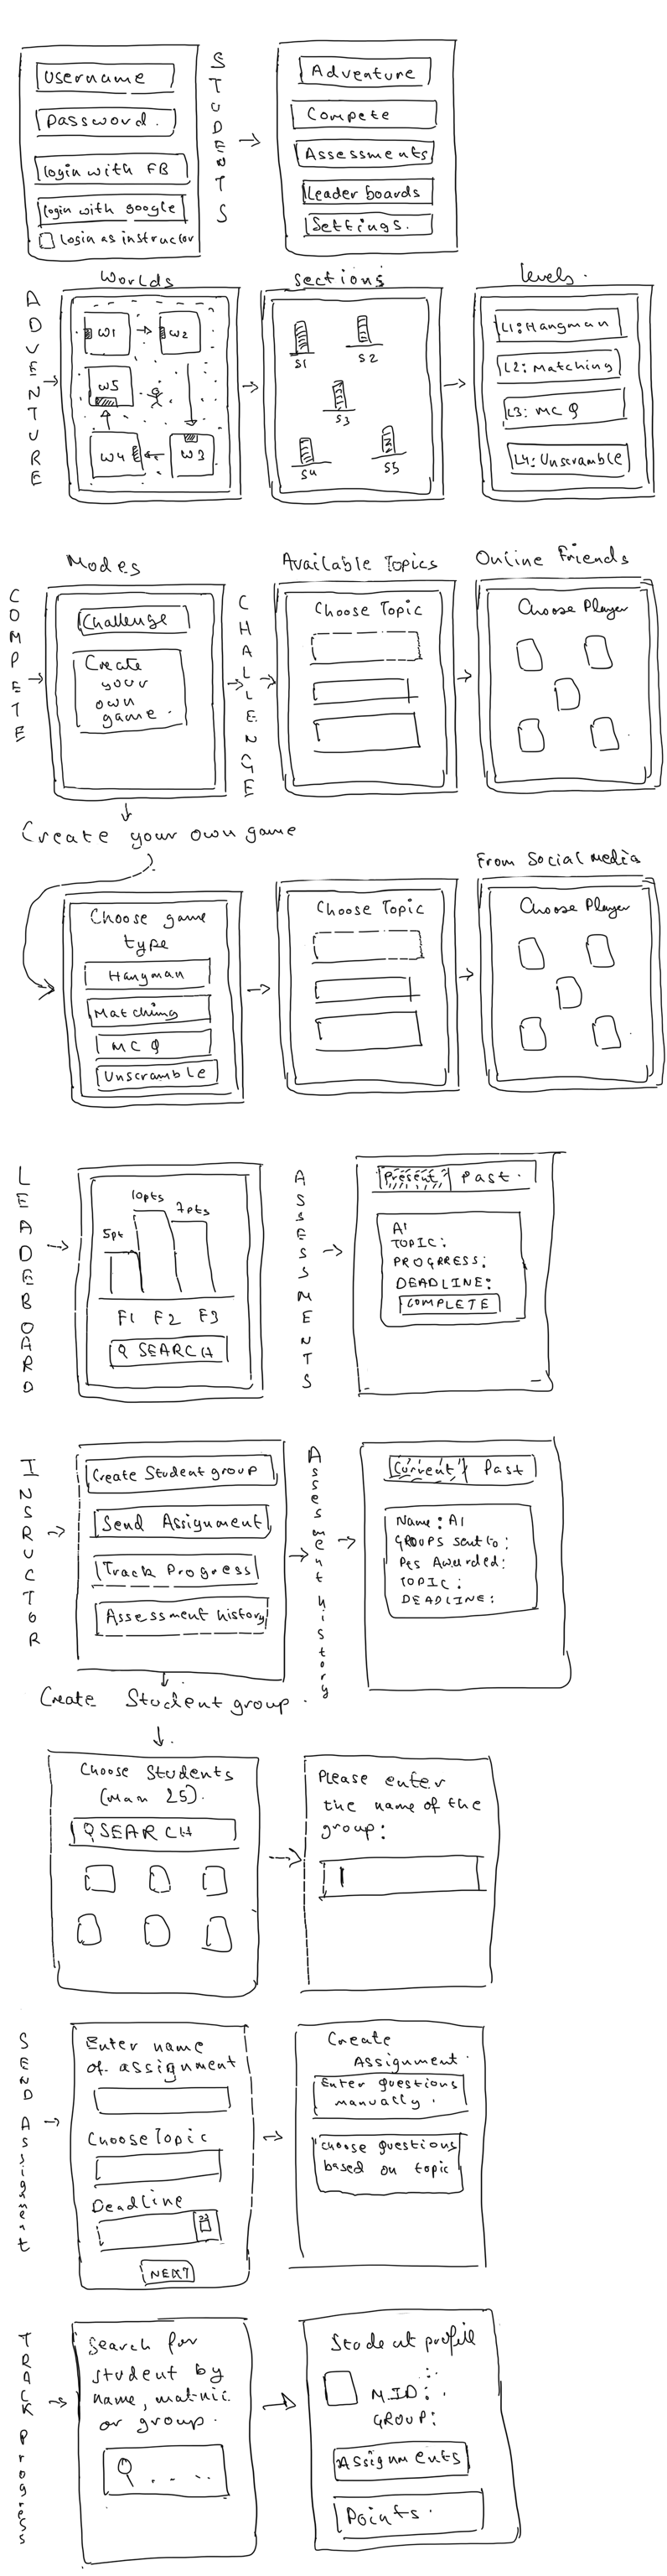 Username
Password.
login with FB
login with google
login as instructor
STUDENTS
Adventure
Compete
Assessments
Leader boards
Settings.
ADVENTURE
Worlds
W1
W2
W5
W4
W3
Sections
S1
S2
S3
S4
S5
levels.
L1: Hangman
L2: Matching
L3: MCQ
L4: Unscramble
COMPETE
Modes
Challenge
Create
your
own
game.
CHALLENGE
Available Topics
Choose Topic
Online Friends
Choose Player
Create your own game
Choose game
type
Hangman
Matching
MCQ
Unscramble
Choose Topic
From Social media
Choose Player
LEADEBOARD
10pts
7pts
5pt
F1 F2 F3
SEARCH
ASSESSMENTS
Present Past.
A1
TOPIC:
PROGRRESS:
DEADLINE:
COMPLETE
INSRUCTOR
Create Student group
Send Assignment
Track Progress
Assessment history
Assessment history
Current Past
Name: A1
GROUPS sent to:
Pts Awarded:
TOPIC:
DEADLINE:
Create Student group.
Choose Students
(Max 25).
SEARCH
Please enter
the name of the
group:
SEND Assignment
Enter name
of assignment
Choose Topic
Deadline
23
NEXT
Create
Assignment.
Enter questions
manually.
choose questions
based on topic
TRACK Progress
Search for
student by
name, matric
or group.
Student profile
M.ID:
GROUP:
Assignments
Points.